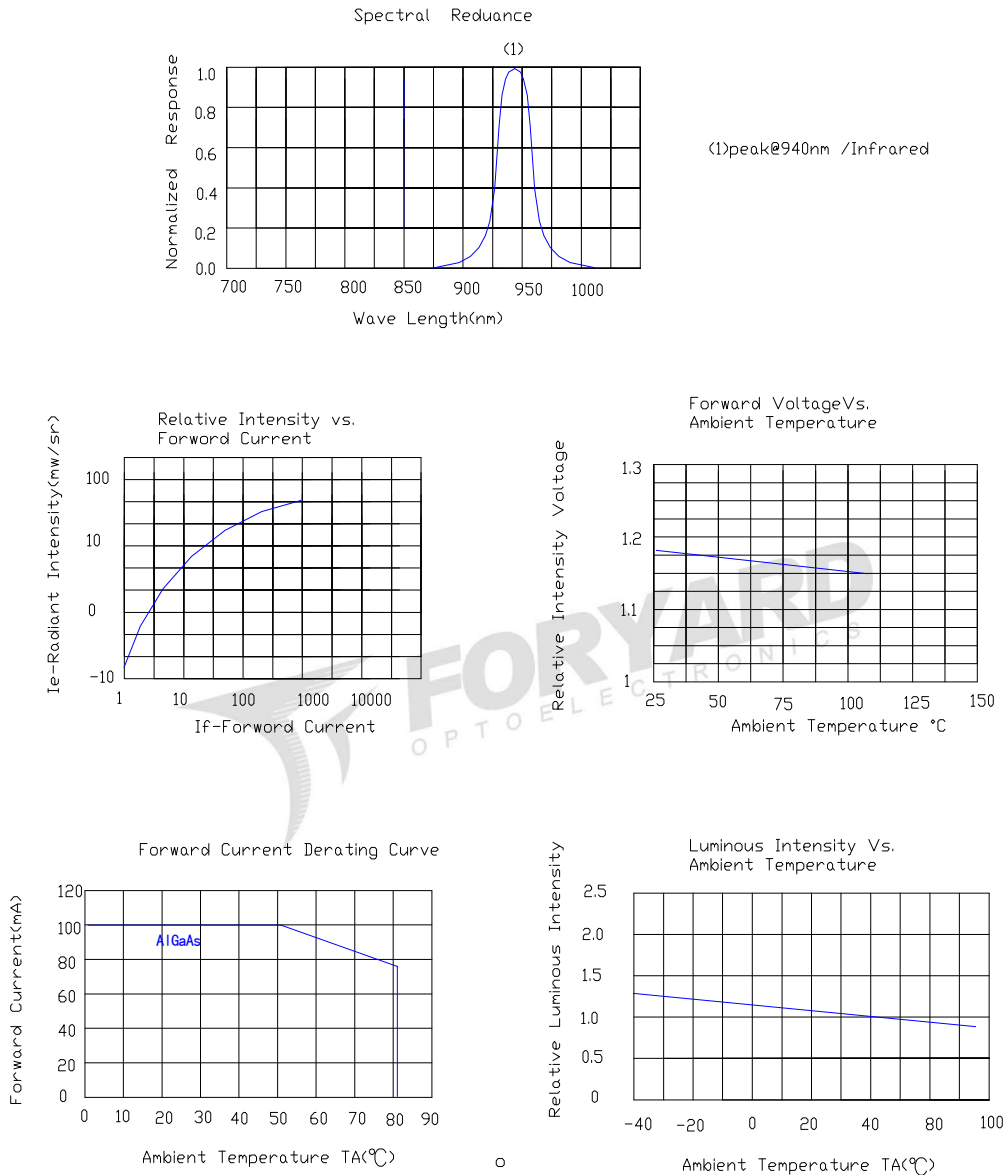 Spectral Reduance
(1)
Normalized Response
1.0
0.8
0.6
0.4
0.2
0.0
700 750 800 850 900 950 1000
Wave Length(nm)
(1)peak@940nm /Infrared
Relative Intensity vs.
Forword Current
Ie-Radiant Intensity(mw/sr)
100
10
0
-10
1 10 100 1000 10000
If-Forword Current
Forward VoltageVs.
Ambient Temperature
Relative Intensity Voltage
1.3
1.2
1.1
1
25 50 75 100 125 150
Ambient Temperature °C
FORYARD
OPTOELECTRONICS
Forward Current Derating Curve
Forward Current(mA)
120
100
80
60
40
20
0
AlGaAs
0 10 20 30 40 50 60 70 80 90
Ambient Temperature TA(℃)
Luminous Intensity Vs.
Ambient Temperature
Relative Luminous Intensity
2.5
2.0
1.5
1.0
0.5
0
-40 -20 0 20 40 80 100
Ambient Temperature TA(℃)